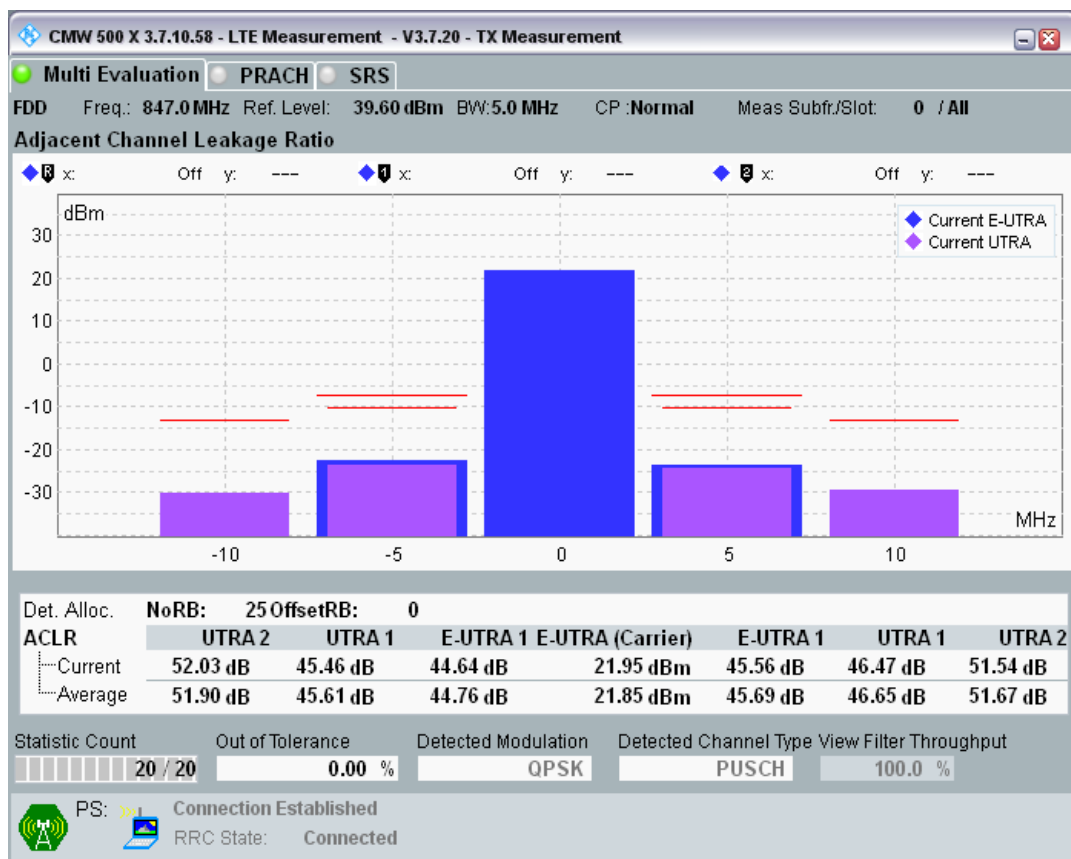 CMW 500 X 3.7.10.58 - LTE Measurement - V3.7.20 - TX Measurement
Multi Evaluation PRACH SRS
FDD Freq.: 847.0 MHz Ref. Level: 39.60 dBm BW:5.0 MHz CP :Normal Meas Subfr./Slot: 0 / All
Adjacent Channel Leakage Ratio
R x: Off y: --- 1 x: Off y: --- 2 x: Off y: ---
dBm
Current E-UTRA
Current UTRA
30
20
10
0
-10
-20
-30
MHz
-10 -5 0 5 10
Det. Alloc. NoRB: 25 OffsetRB: 0
ACLR UTRA 2 UTRA 1 E-UTRA 1 E-UTRA (Carrier) E-UTRA 1 UTRA 1 UTRA 2
Current 52.03 dB 45.46 dB 44.64 dB 21.95 dBm 45.56 dB 46.47 dB 51.54 dB
Average 51.90 dB 45.61 dB 44.76 dB 21.85 dBm 45.69 dB 46.65 dB 51.67 dB
Statistic Count Out of Tolerance Detected Modulation Detected Channel Type View Filter Throughput
20 / 20 0.00 % QPSK PUSCH 100.0 %
PS: Connection Established
RRC State: Connected